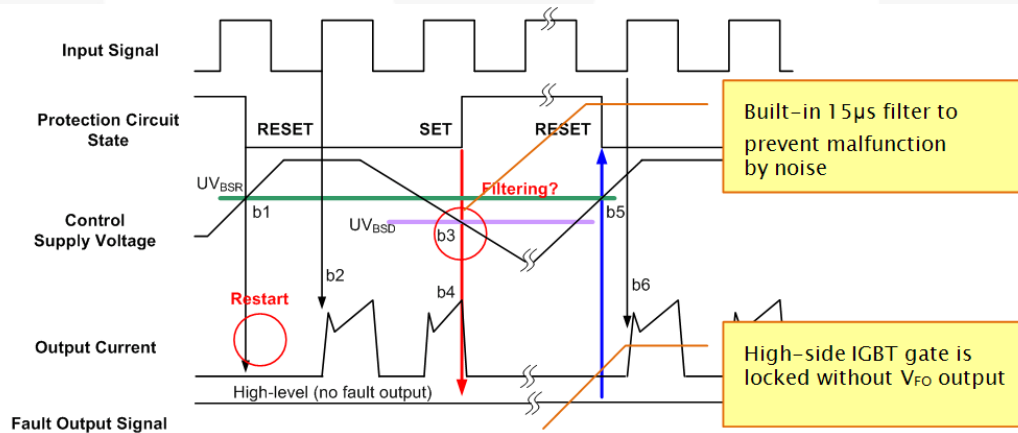 Input Signal
Protection Circuit
State
RESET
SET
RESET
Built-in 15µs filter to
prevent malfunction
by noise
UVBSR
b1
Filtering?
b5
Control
Supply Voltage
UVBSD
b3
b2
b4
b6
Restart
Output Current
High-level (no fault output)
High-side IGBT gate is
locked without VFO output
Fault Output Signal